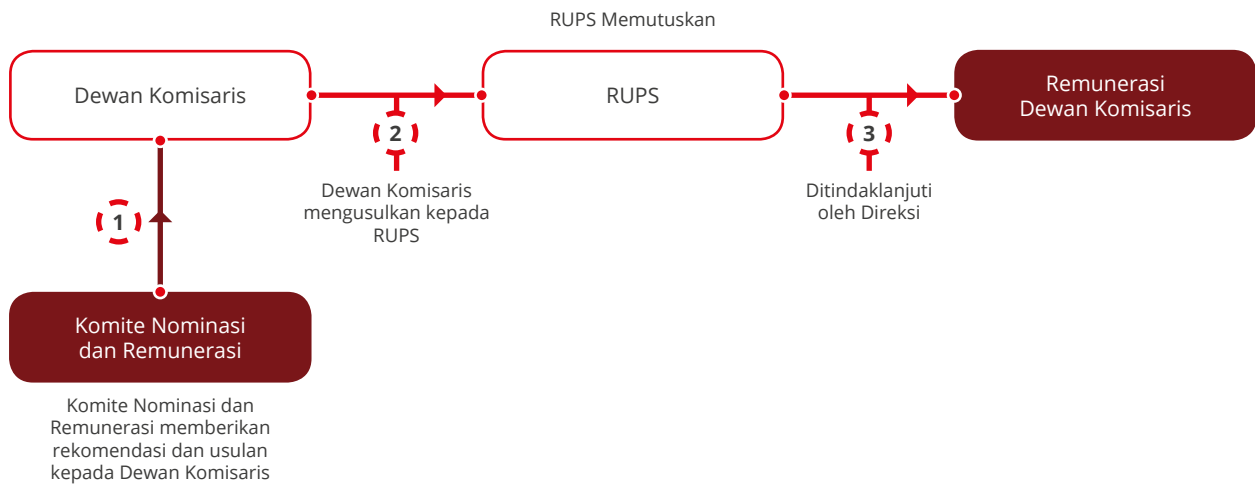 RUPS Memutuskan
Dewan Komisaris
RUPS
Remunerasi
Dewan Komisaris
2
3
Dewan Komisaris
mengusulkan kepada
RUPS
Ditindaklanjuti
oleh Direksi
1
Komite Nominasi
dan Remunerasi
Komite Nominasi dan
Remunerasi memberikan
rekomendasi dan usulan
kepada Dewan Komisaris